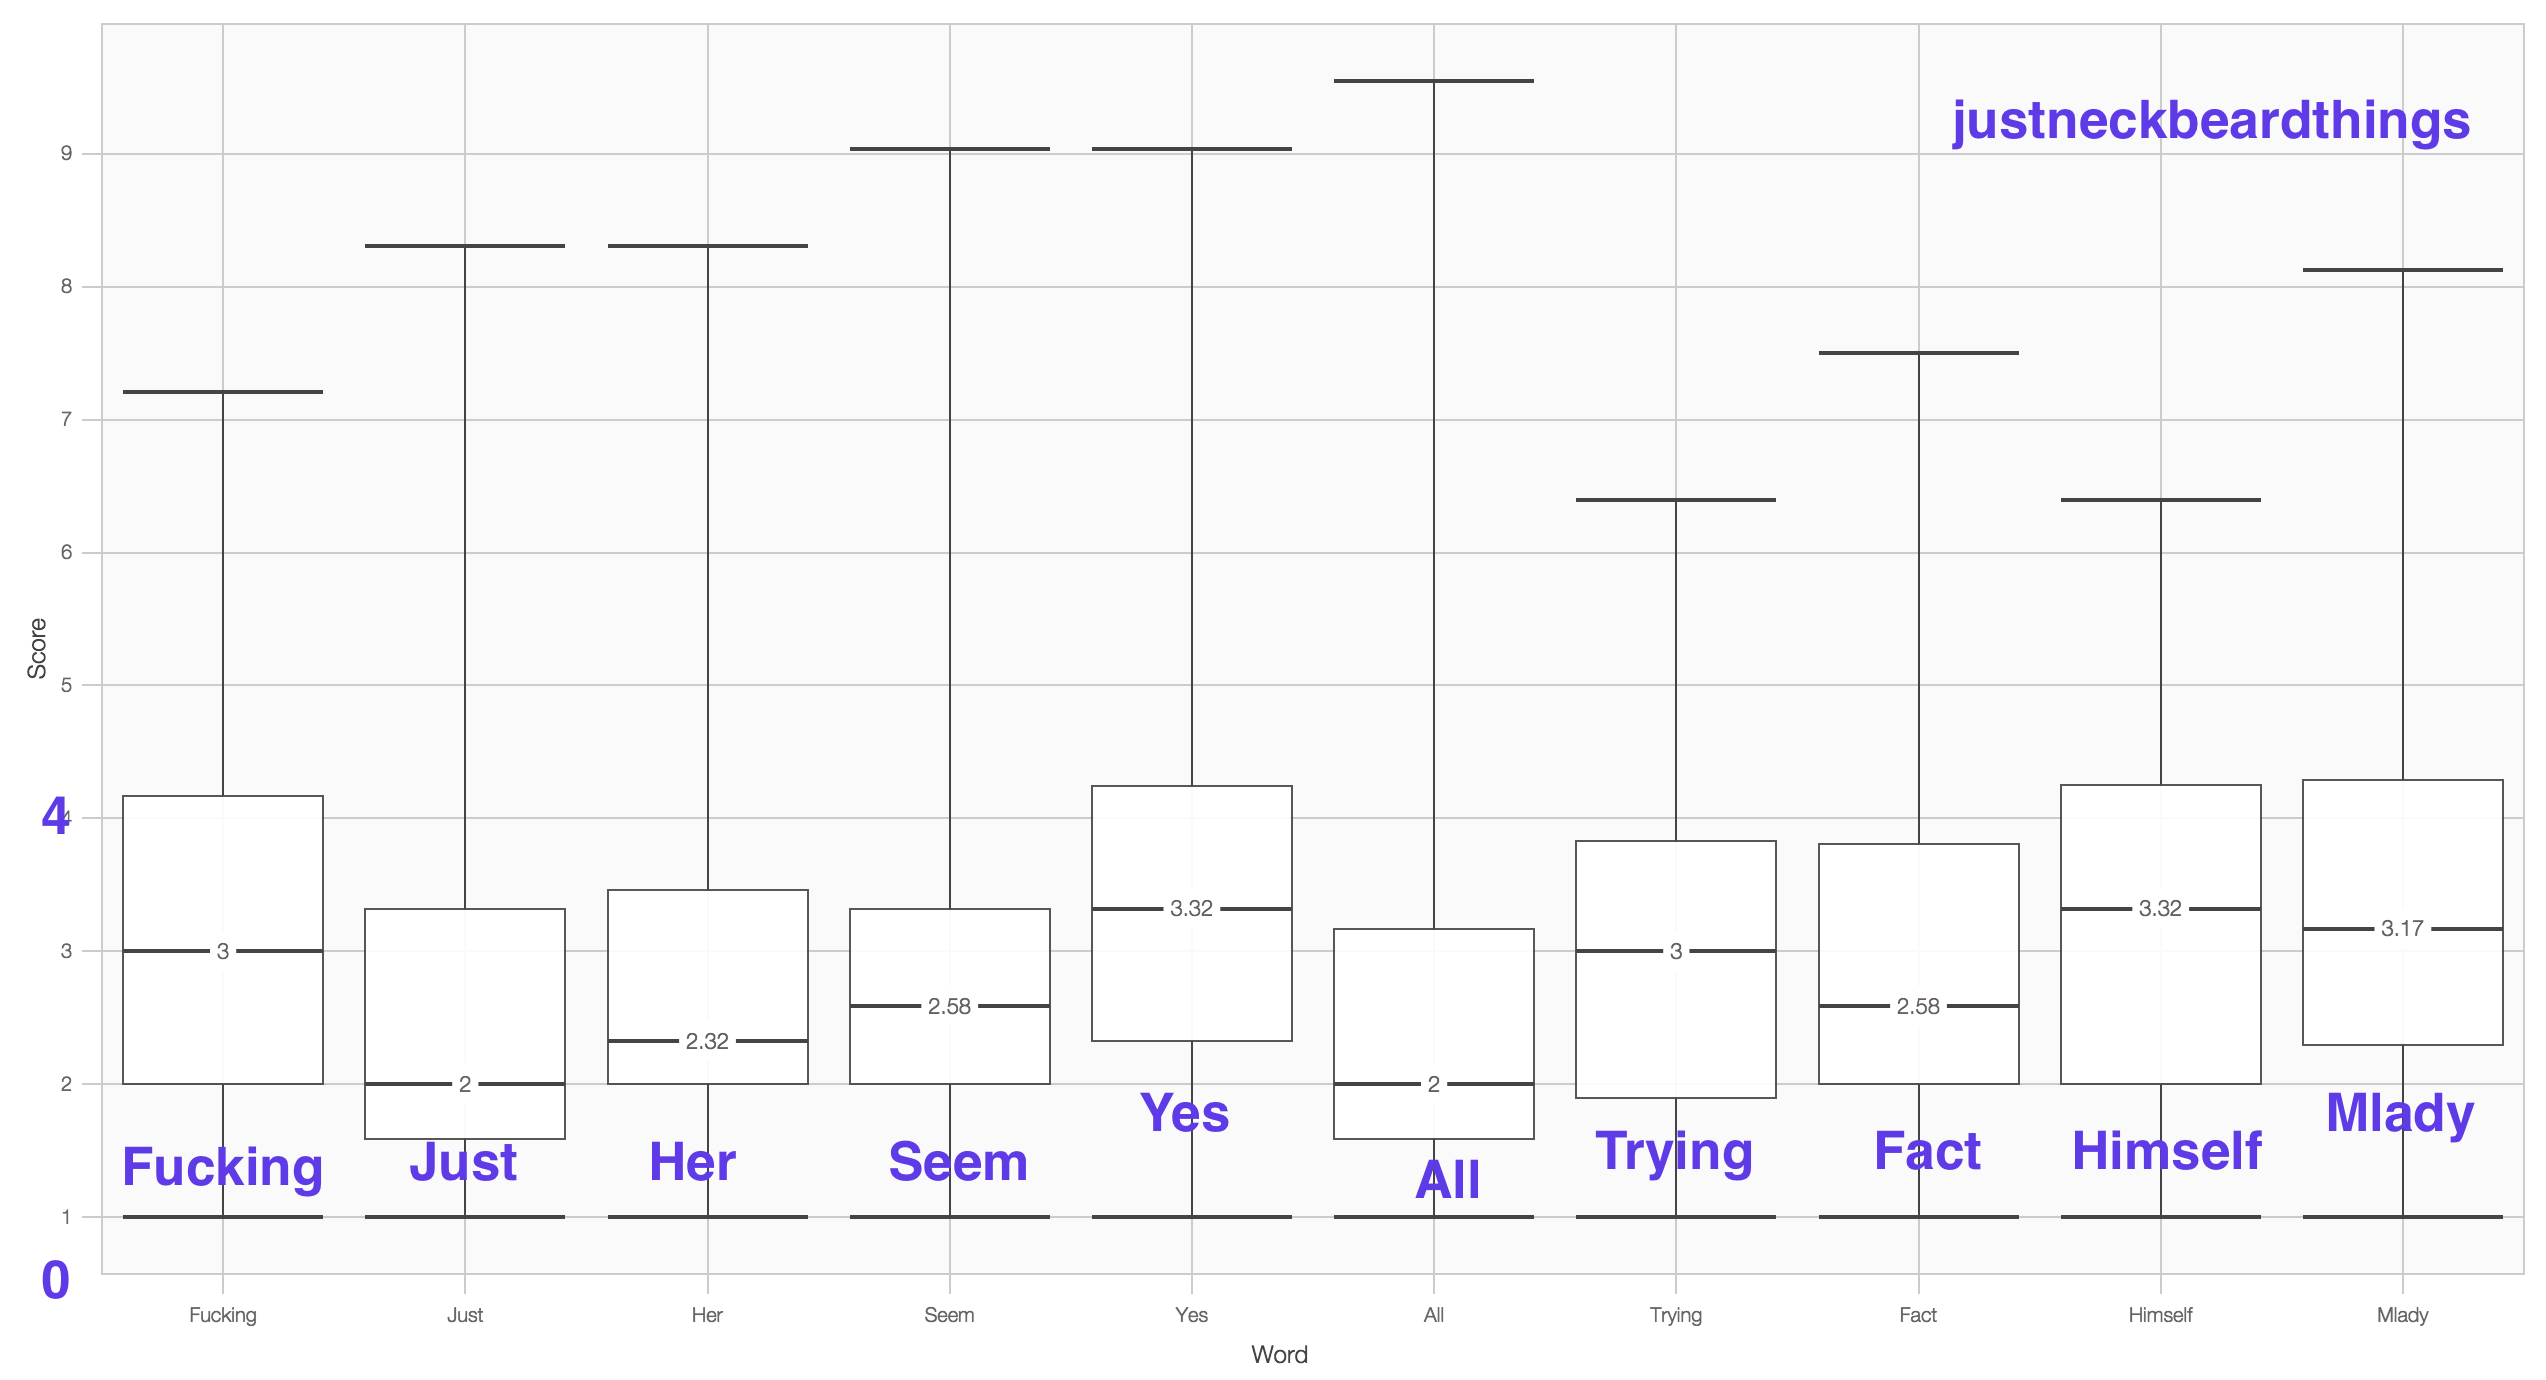 justneckbeardthings
9
8
7
6
5
4
4
3
2
1
0
Score
3
2
2.32
2.58
3.32
2
3
2.58
3.32
3.17
Fucking
Just
Her
Seem
Yes
All
Trying
Fact
Himself
Mlady
Fucking
Just
Her
Seem
Yes
All
Trying
Fact
Himself
Mlady
Word